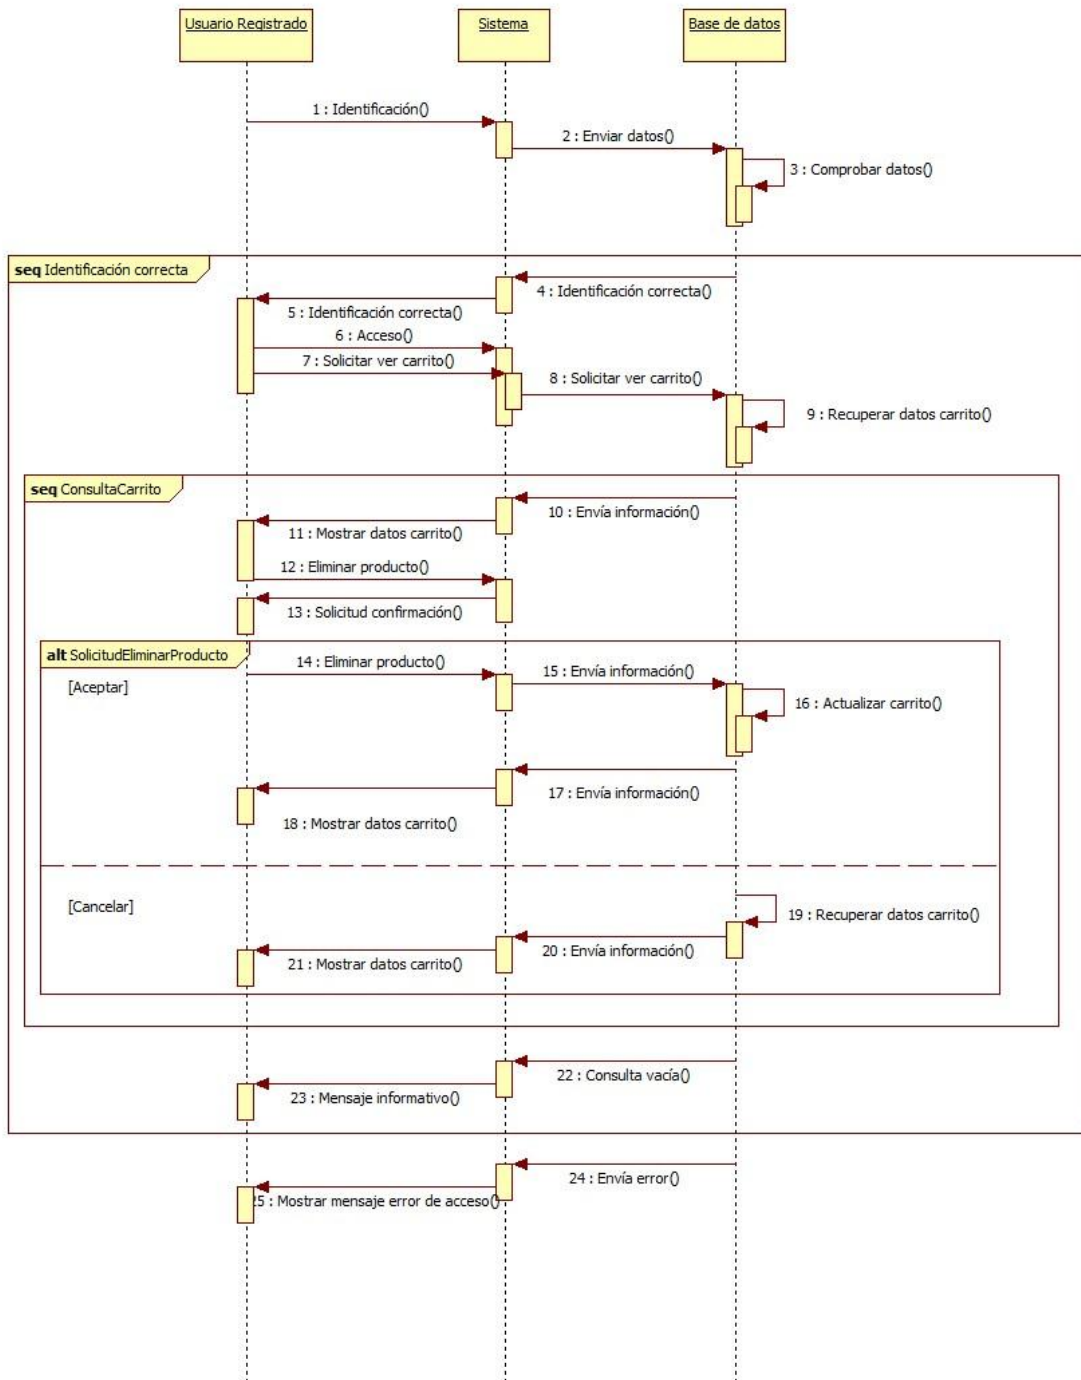 Usuario Registrado
Sistema
Base de datos
1 : Identificación()
2 : Enviar datos()
3 : Comprobar datos()
seq Identificación correcta
4 : Identificación correcta()
5 : Identificación correcta()
6 : Acceso()
7 : Solicitar ver carrito()
8 : Solicitar ver carrito()
9 : Recuperar datos carrito()
seq ConsultaCarrito
10 : Envía información()
11 : Mostrar datos carrito()
12 : Eliminar producto()
13 : Solicitud confirmación()
alt SolicitudEliminarProducto
14 : Eliminar producto()
15 : Envía información()
[Aceptar]
16 : Actualizar carrito()
17 : Envía información()
18 : Mostrar datos carrito()
[Cancelar]
19 : Recuperar datos carrito()
20 : Envía información()
21 : Mostrar datos carrito()
22 : Consulta vacía()
23 : Mensaje informativo()
24 : Envía error()
25 : Mostrar mensaje error de acceso()